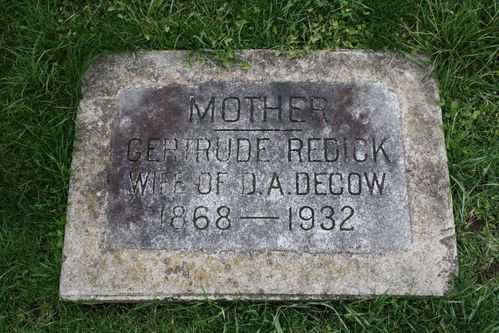 MOTHER
GERTRUDE REDICK
WIFE OF D.A. DECOW
1868 — 1932